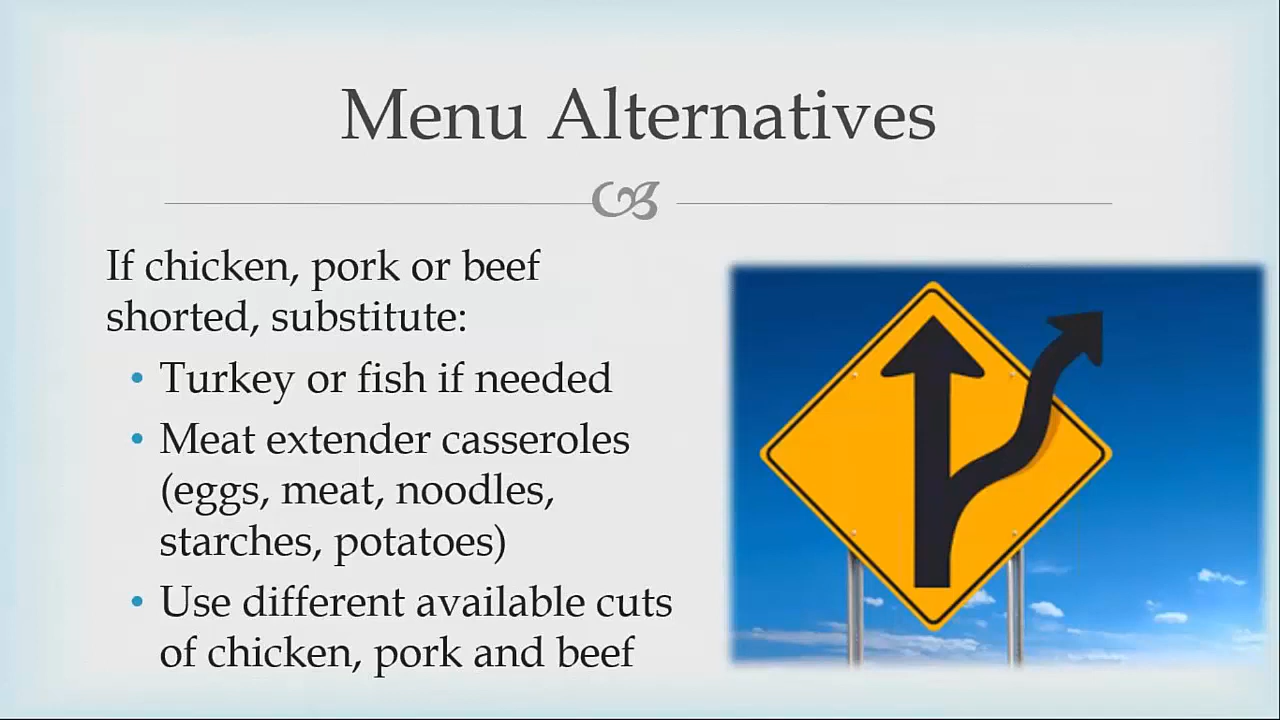 Menu Alternatives
If chicken, pork or beef
shorted, substitute:
• Turkey or fish if needed
• Meat extender casseroles
(eggs, meat, noodles,
starches, potatoes)
• Use different available cuts
of chicken, pork and beef